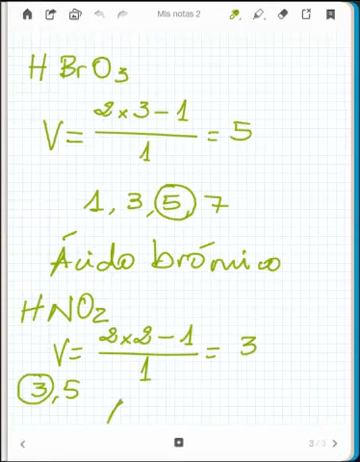 Mis notas 2
HBrO₃
V = (2×3−1)/1 = 5
1, 3, 5, 7
Ácido brómico
HNO₂
V = (2×2−1)/1 = 3
3, 5
3 / 3